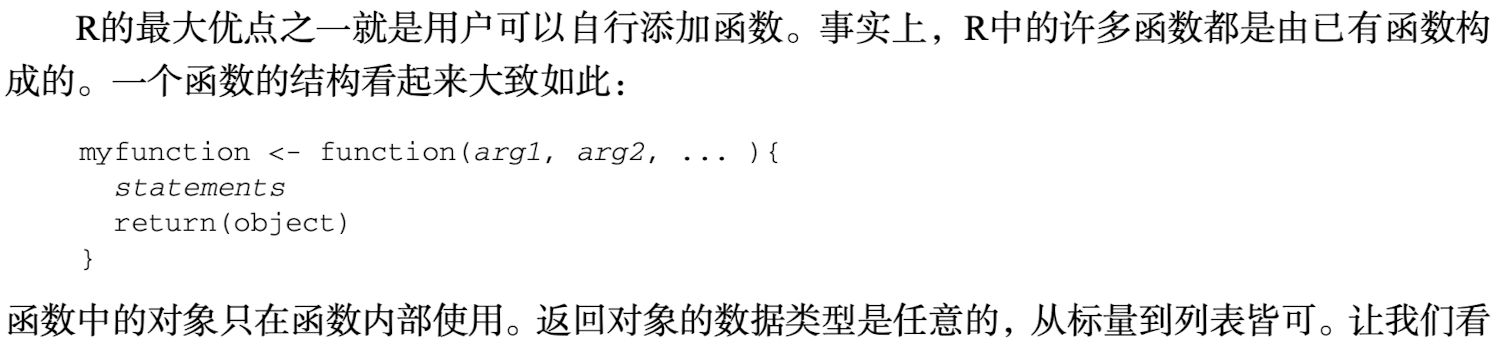 R的最大优点之一就是用户可以自行添加函数。事实上，R中的许多函数都是由已有函数构
成的。一个函数的结构看起来大致如此：
myfunction <- function(arg1, arg2, ... ){
  statements
  return(object)
}
函数中的对象只在函数内部使用。返回对象的数据类型是任意的，从标量到列表皆可。让我们看